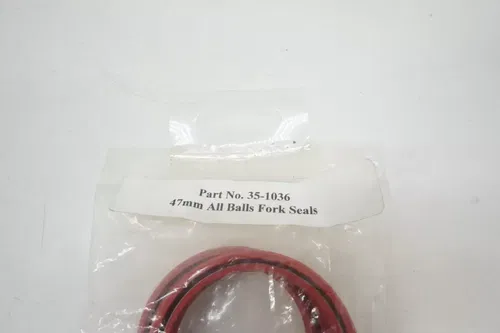 Part No. 35-1036
47mm All Balls Fork Seals